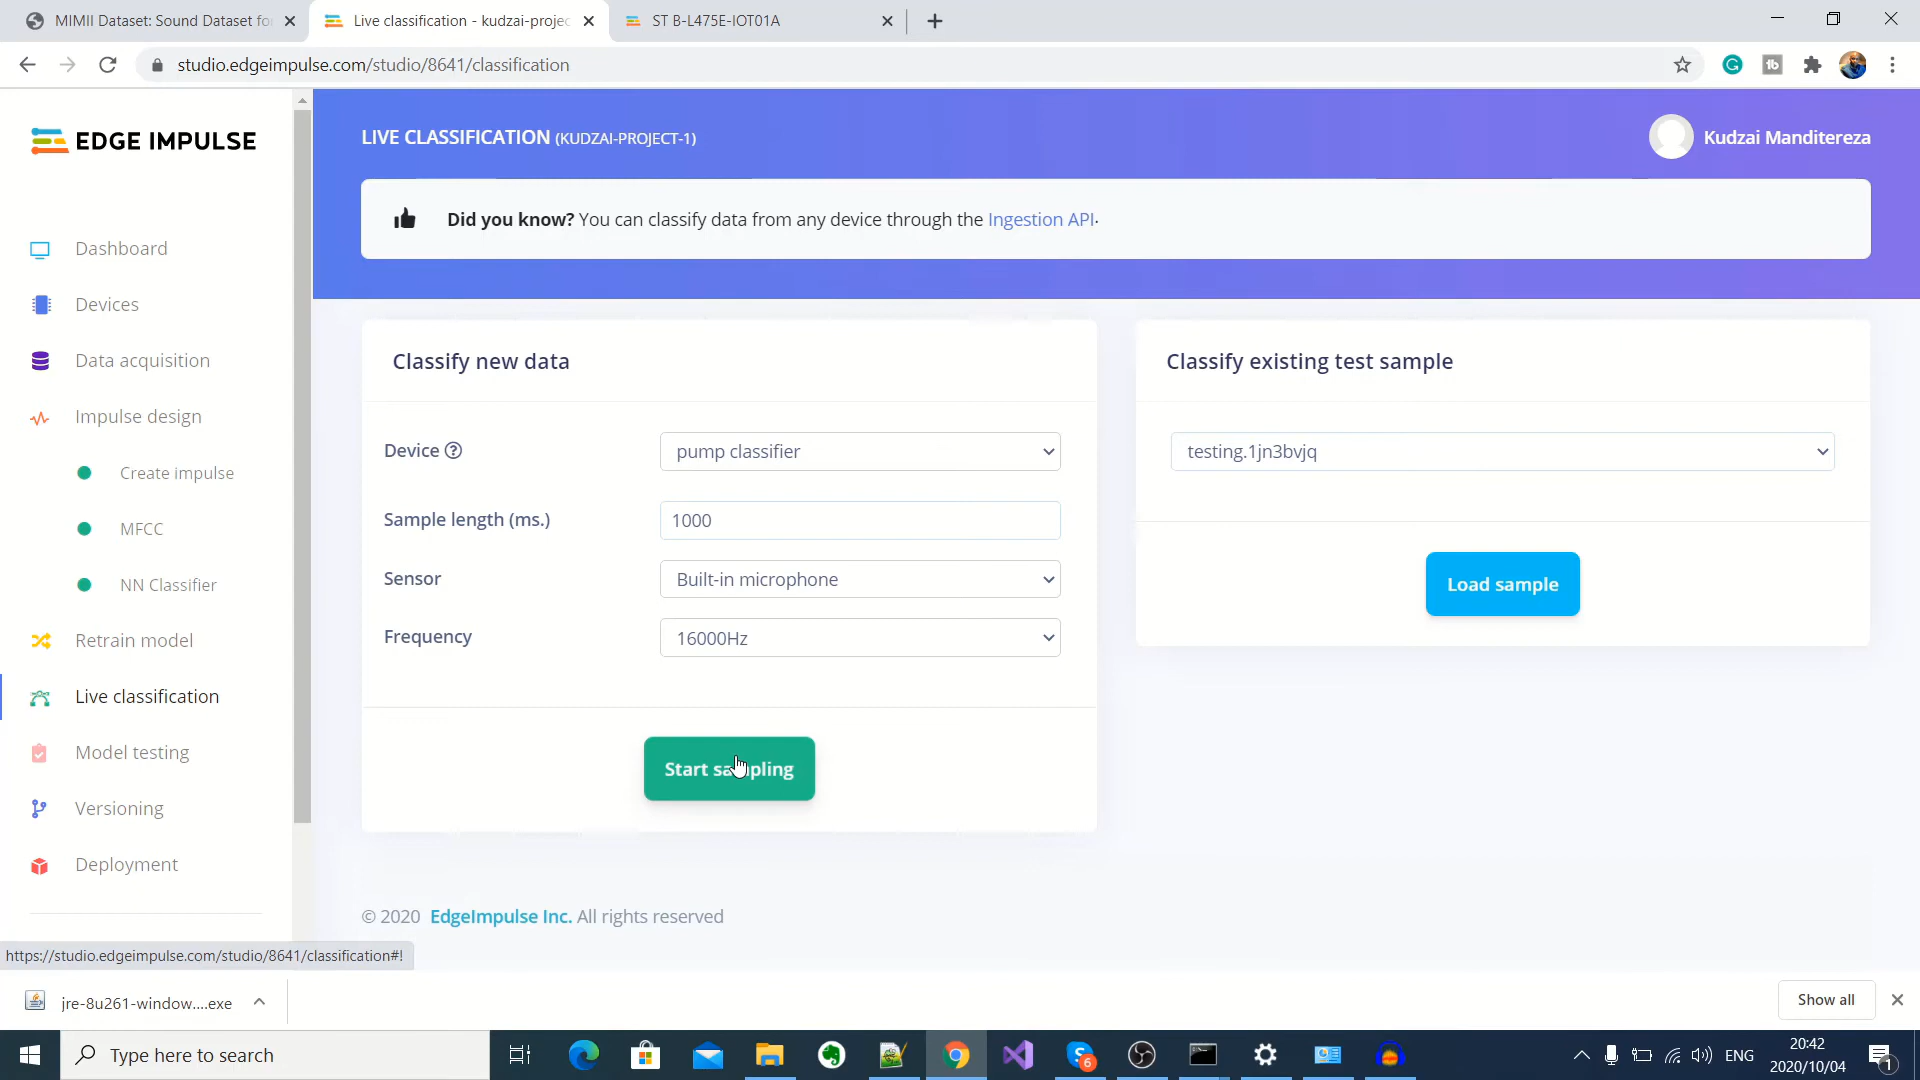 MIMII Dataset: Sound Dataset fo
Live classification - kudzai-projec
ST B-L475E-IOT01A
studio.edgeimpulse.com/studio/8641/classification
EDGE IMPULSE
Dashboard
Devices
Data acquisition
Impulse design
Create impulse
MFCC
NN Classifier
Retrain model
Live classification
Model testing
Versioning
Deployment
LIVE CLASSIFICATION (KUDZAI-PROJECT-1)
Kudzai Manditereza
Did you know? You can classify data from any device through the Ingestion API.
Classify new data
Device ?
pump classifier
Sample length (ms.)
1000
Sensor
Built-in microphone
Frequency
16000Hz
Start sampling
Classify existing test sample
testing.1jn3bvjq
Load sample
© 2020 EdgeImpulse Inc. All rights reserved
https://studio.edgeimpulse.com/studio/8641/classification#!
jre-8u261-window....exe
Show all
Type here to search
6
ENG
20:42
2020/10/04
1